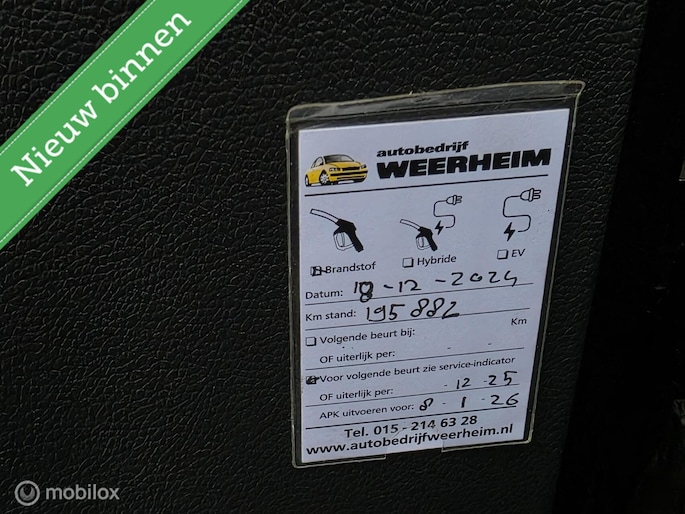 Nieuw binnen
autobedrijf
WEERHEIM
Brandstof
Hybride
EV
Datum: 18-12-2024
Km stand: 195882
Volgende beurt bij: Km
OF uiterlijk per:
Voor volgende beurt zie service-indicator
OF uiterlijk per: - 12 - 25
APK uitvoeren voor: 8 - 1 - 26
Tel. 015 - 214 63 28
www.autobedrijfweerheim.nl
mobilox